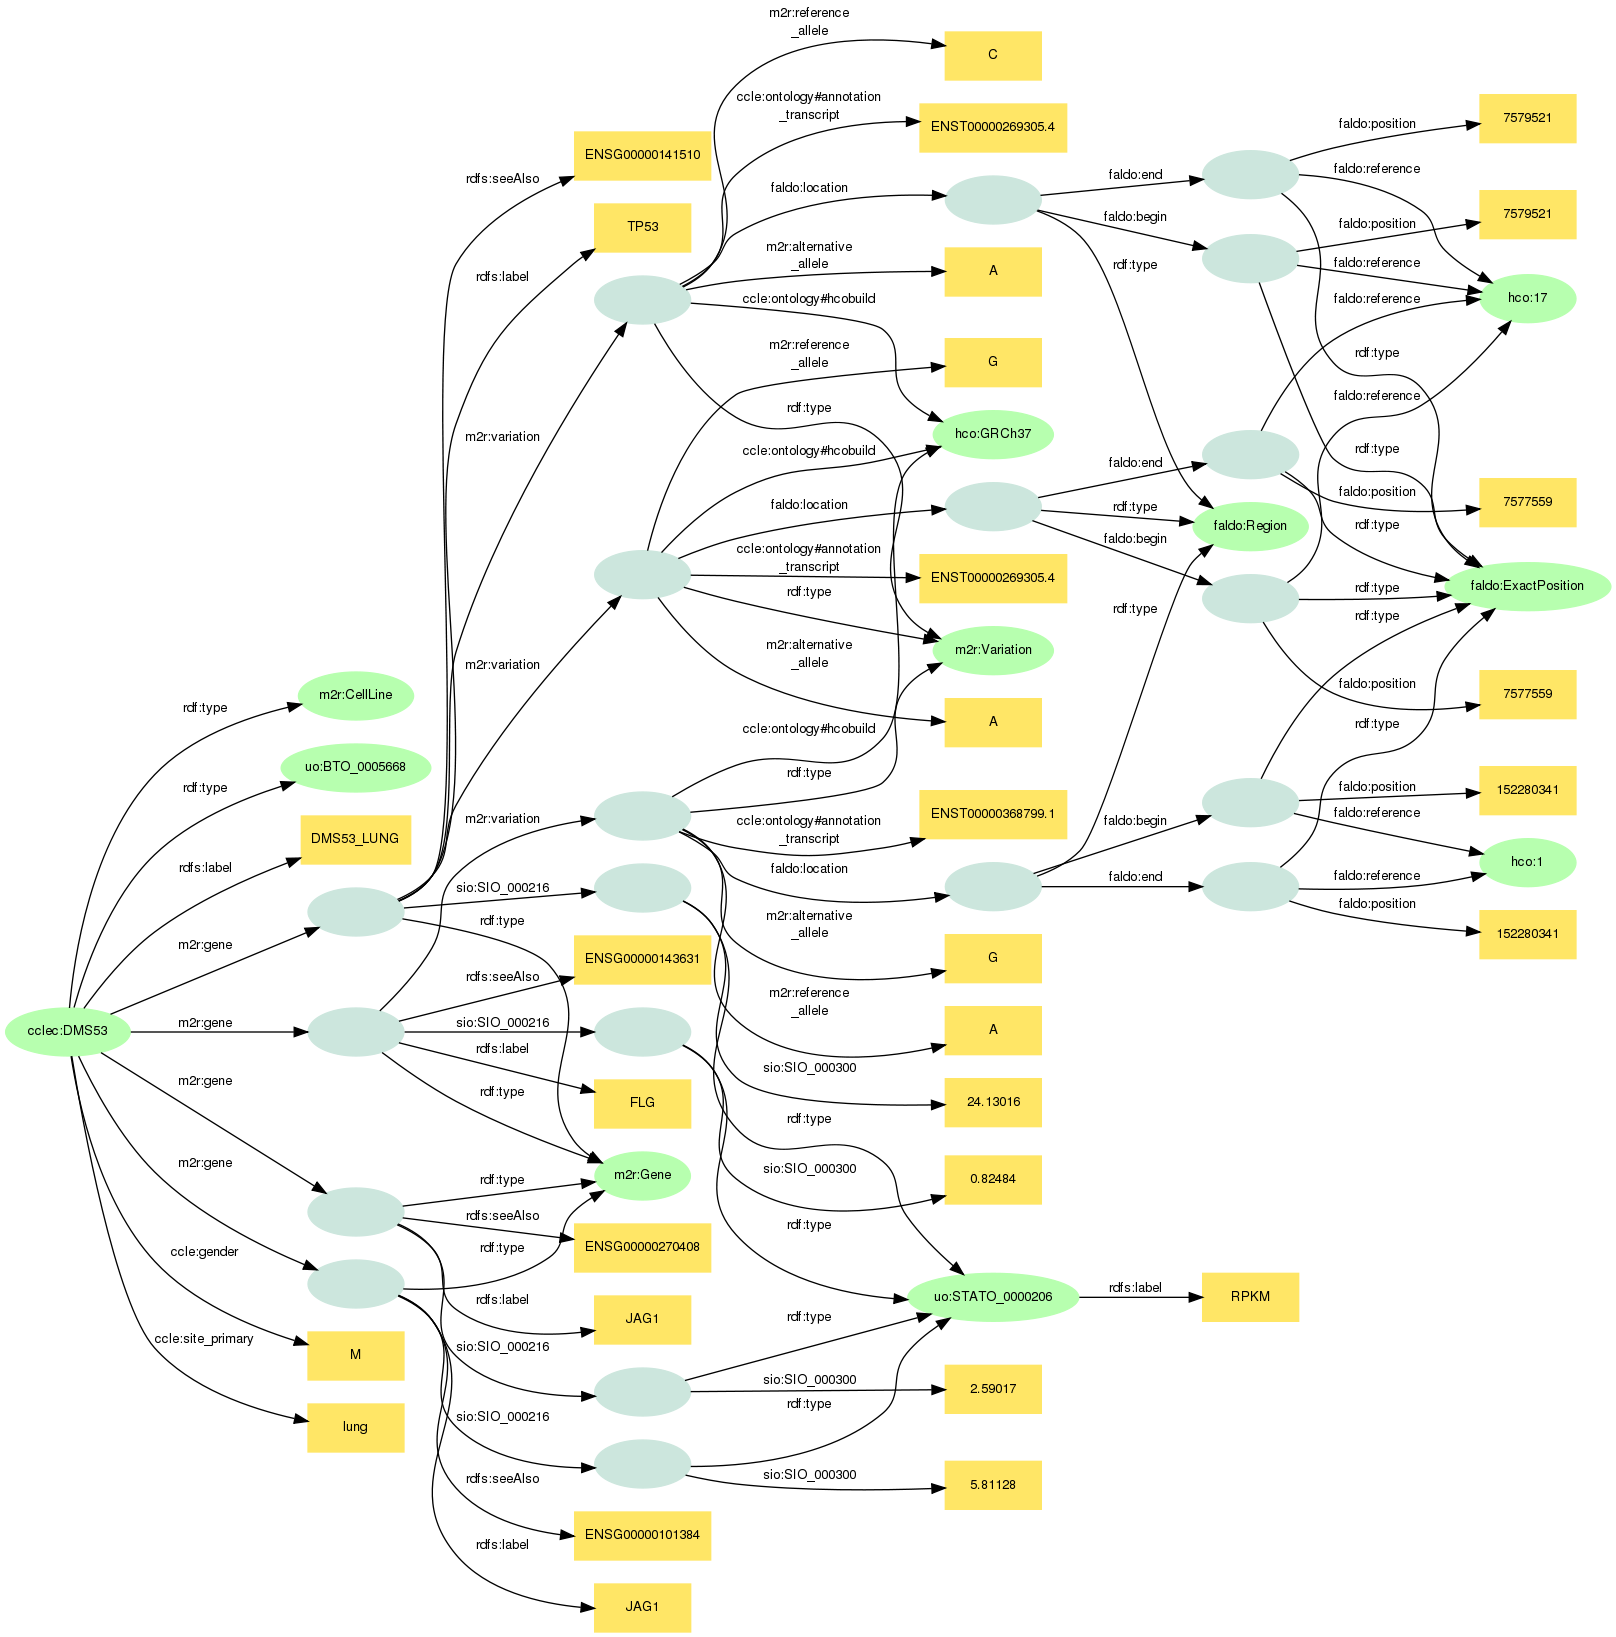 cclec:DMS53
rdf:type
rdf:type
rdfs:label
m2r:gene
m2r:gene
m2r:gene
m2r:gene
ccle:gender
ccle:site_primary
m2r:CellLine
uo:BTO_0005668
DMS53_LUNG
M
lung
rdfs:seeAlso
rdfs:label
m2r:variation
m2r:variation
m2r:variation
sio:SIO_000216
rdf:type
rdfs:seeAlso
sio:SIO_000216
rdfs:label
rdf:type
rdf:type
rdfs:seeAlso
rdf:type
rdfs:label
sio:SIO_000216
sio:SIO_000216
rdfs:seeAlso
rdfs:label
ENSG00000141510
TP53
ENSG00000143631
FLG
m2r:Gene
ENSG00000270408
JAG1
ENSG00000101384
JAG1
m2r:reference
_allele
ccle:ontology#annotation
_transcript
faldo:location
m2r:alternative
_allele
ccle:ontology#hcobuild
m2r:reference
_allele
rdf:type
ccle:ontology#hcobuild
faldo:location
ccle:ontology#annotation
_transcript
rdf:type
m2r:alternative
_allele
ccle:ontology#hcobuild
rdf:type
ccle:ontology#annotation
_transcript
faldo:location
m2r:alternative
_allele
m2r:reference
_allele
sio:SIO_000300
rdf:type
sio:SIO_000300
rdf:type
rdf:type
sio:SIO_000300
rdf:type
sio:SIO_000300
C
ENST00000269305.4
A
G
hco:GRCh37
ENST00000269305.4
m2r:Variation
A
ENST00000368799.1
G
A
24.13016
0.82484
uo:STATO_0000206
2.59017
5.81128
faldo:end
faldo:begin
rdf:type
faldo:end
rdf:type
faldo:begin
rdf:type
faldo:begin
faldo:end
rdfs:label
faldo:Region
RPKM
faldo:position
faldo:reference
faldo:position
faldo:reference
faldo:reference
rdf:type
faldo:reference
rdf:type
faldo:position
rdf:type
rdf:type
rdf:type
faldo:position
rdf:type
faldo:position
faldo:reference
faldo:reference
faldo:position
7579521
7579521
hco:17
7577559
faldo:ExactPosition
7577559
152280341
hco:1
152280341